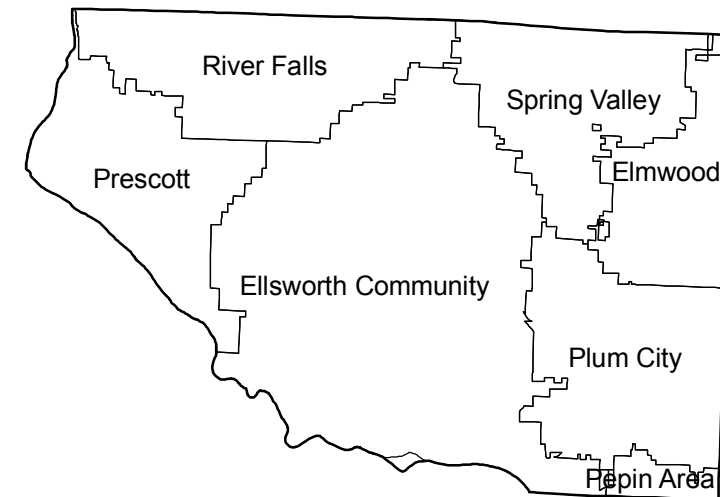 River Falls
Spring Valley
Prescott
Elmwood
Ellsworth Community
Plum City
Pepin Area